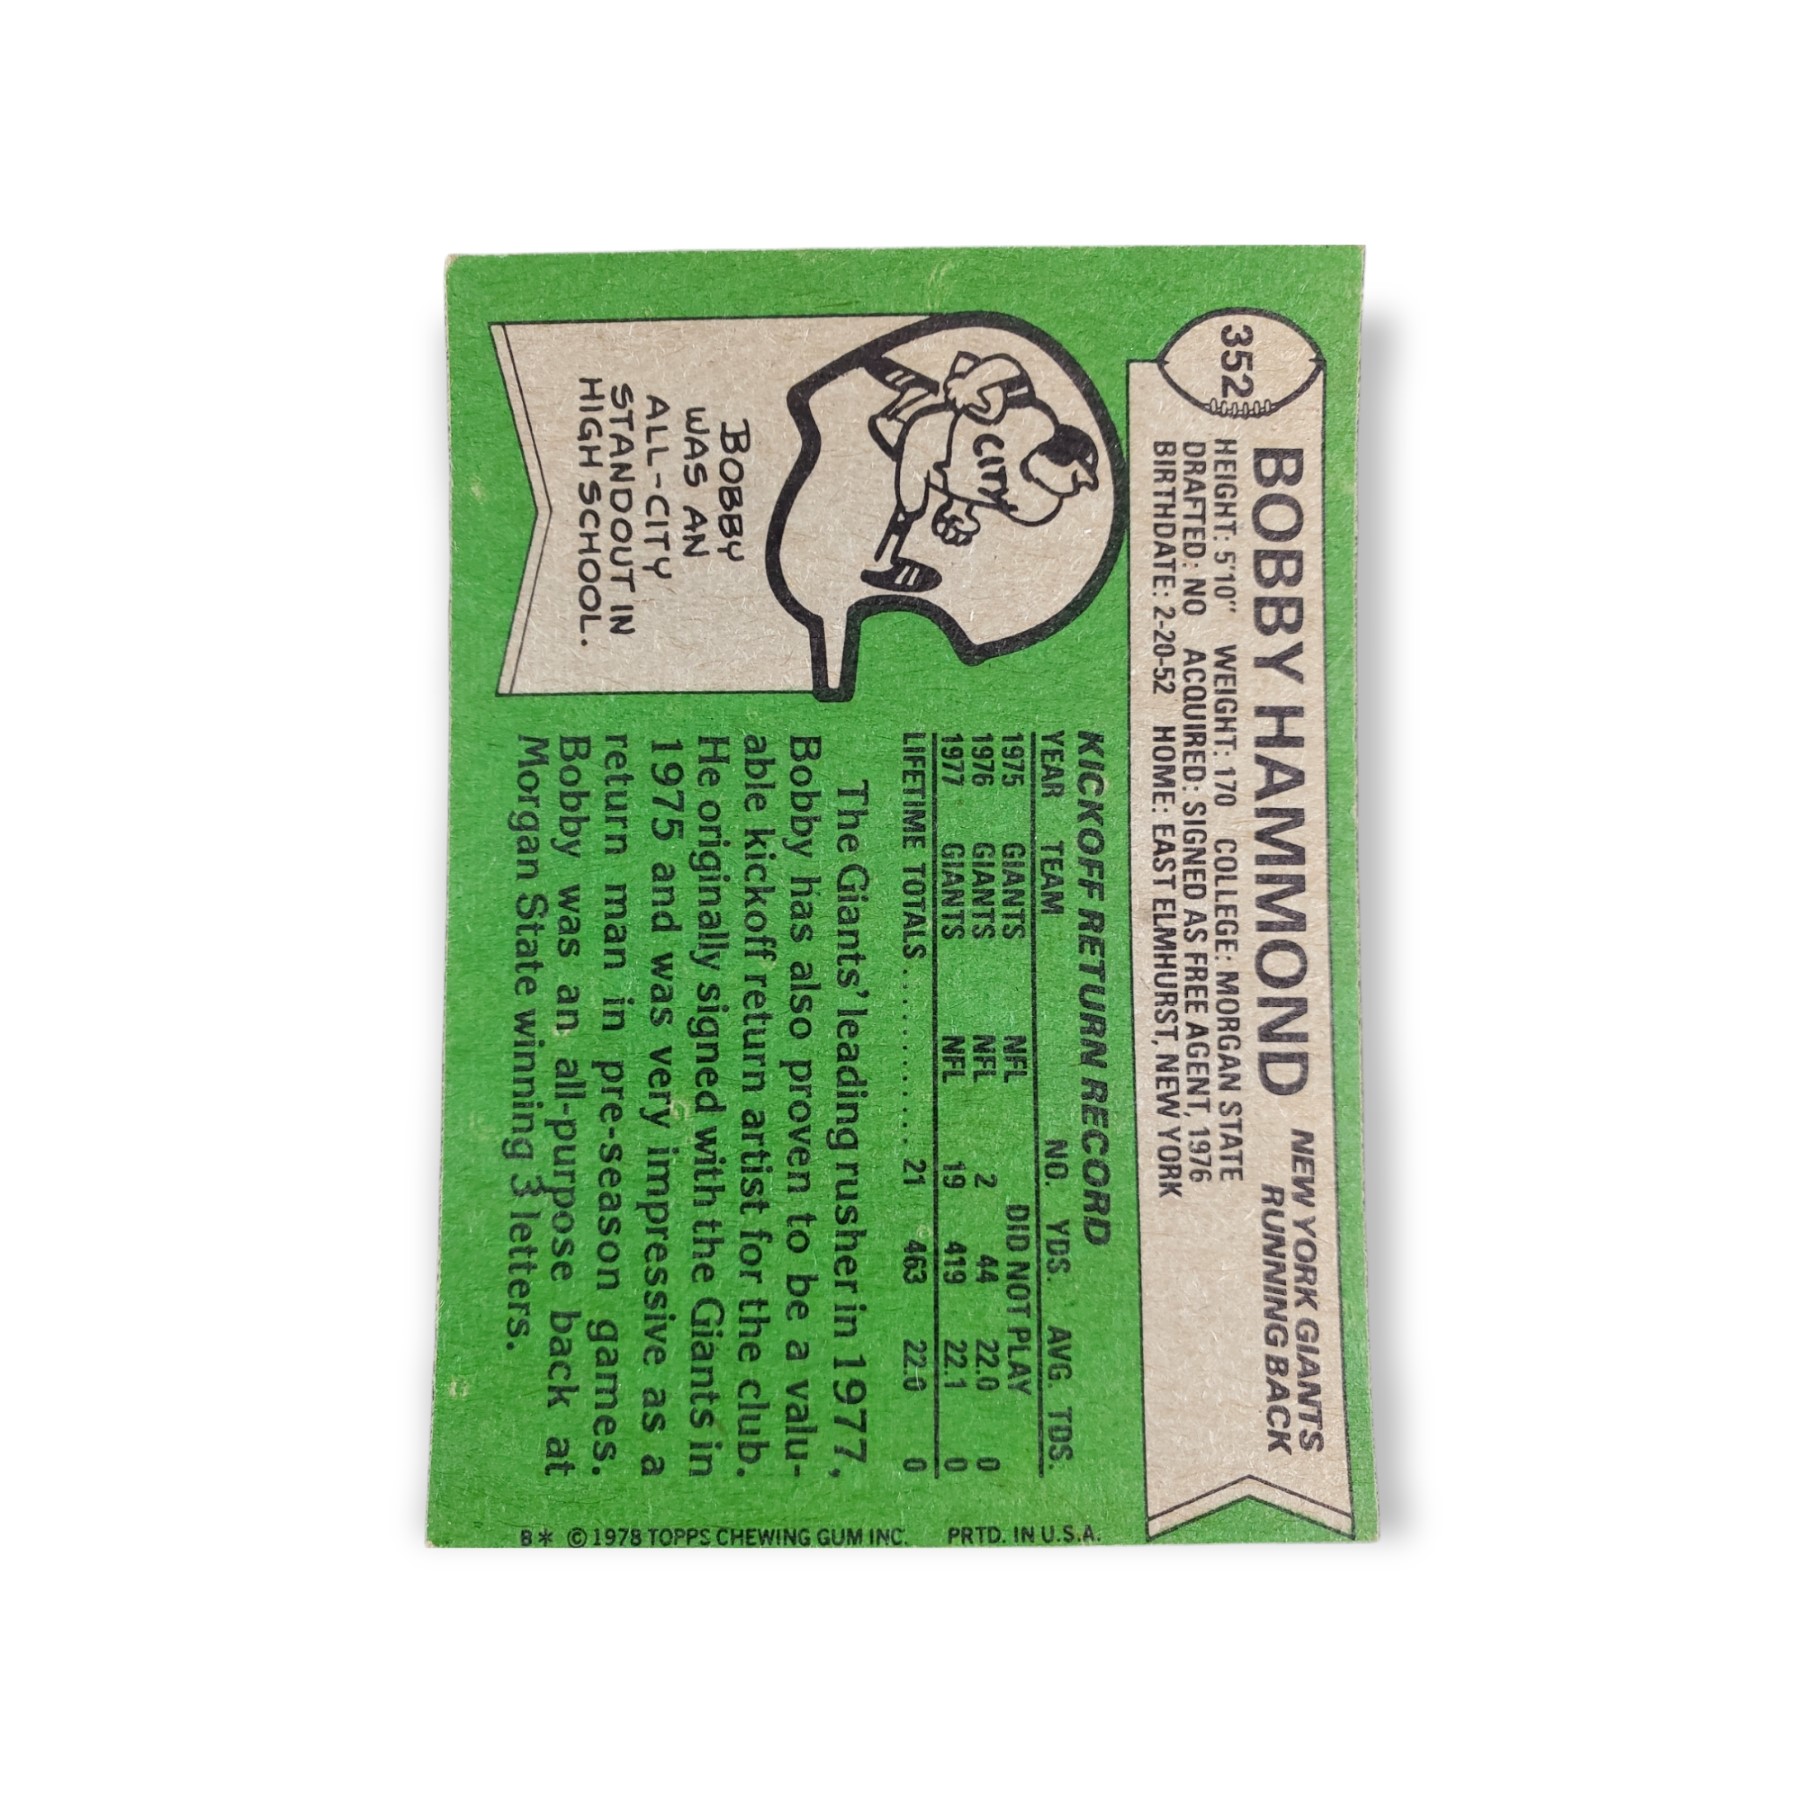 352
BOBBY HAMMOND
NEW YORK GIANTS
RUNNING BACK
HEIGHT: 5'10" WEIGHT: 170 COLLEGE: MORGAN STATE
DRAFTED: NO ACQUIRED: SIGNED AS FREE AGENT, 1976
BIRTHDATE: 2-20-52 HOME: EAST ELMHURST, NEW YORK
CITY
BOBBY
WAS AN
ALL-CITY
STANDOUT IN
HIGH SCHOOL.
KICKOFF RETURN RECORD
YEAR TEAM NO. YDS. AVG. TDS.
1975 GIANTS NFL DID NOT PLAY
1976 GIANTS NFL 2 44 22.0 0
1977 GIANTS NFL 19 419 22.1 0
LIFETIME TOTALS.......... 21 463 22.0 0
The Giants' leading rusher in 1977,
Bobby has also proven to be a valu-
able kickoff return artist for the club.
He originally signed with the Giants in
1975 and was very impressive as a
return man in pre-season games.
Bobby was an all-purpose back at
Morgan State winning 3 letters.
B* © 1978 TOPPS CHEWING GUM INC. PRTD. IN U.S.A.